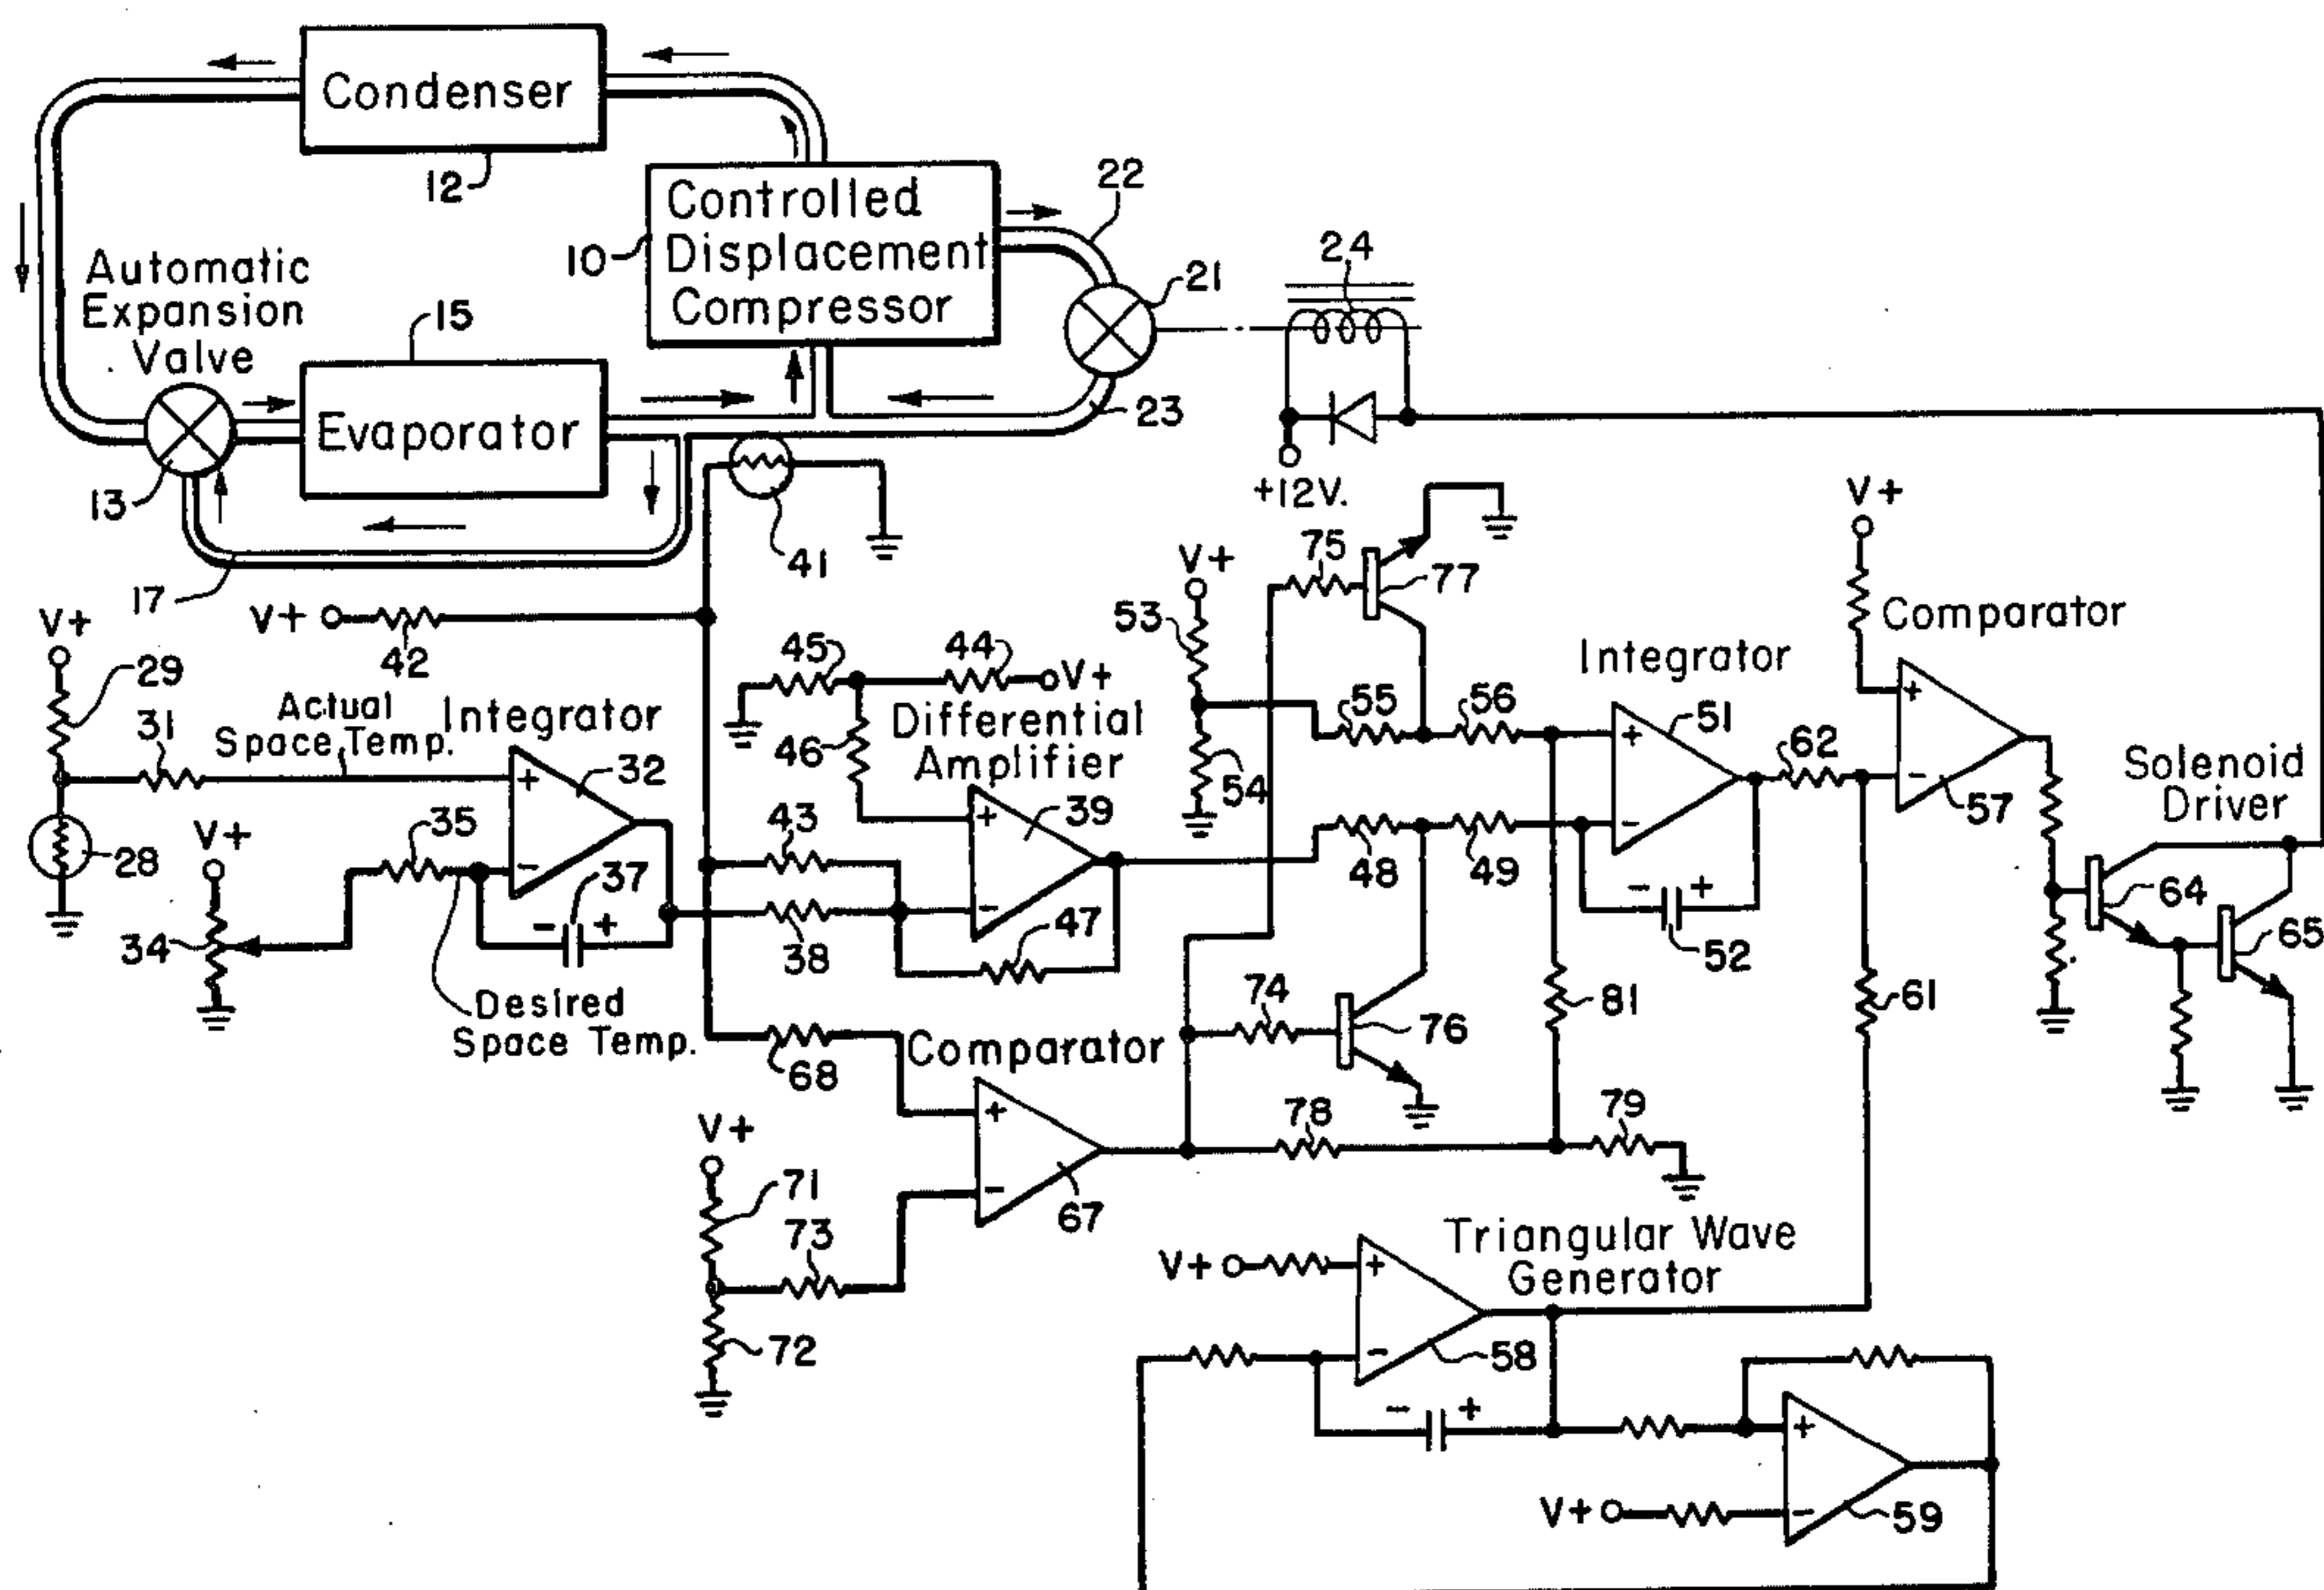 Condenser
12
Controlled
Displacement
Compressor
10
22
21
24
Automatic
Expansion
Valve
15
Evaporator
13
23
+12V.
17
41
V+
29
V+
42
31
Actual
Space Temp.
Integrator
32
28
V+
34
35
37
Desired
Space Temp.
45
44
V+
46
Differential
Amplifier
39
43
38
47
68
Comparator
67
V+
71
73
72
V+
53
54
75
77
55
56
Integrator
51
48
49
52
62
V+
Comparator
57
Solenoid
Driver
64
65
74
76
81
61
78
79
Triangular Wave
Generator
V+
58
V+
59
+
-
+
-
+
-
+
-
+
-
+
-
+
-
+
-
+
-
+
-
+
-